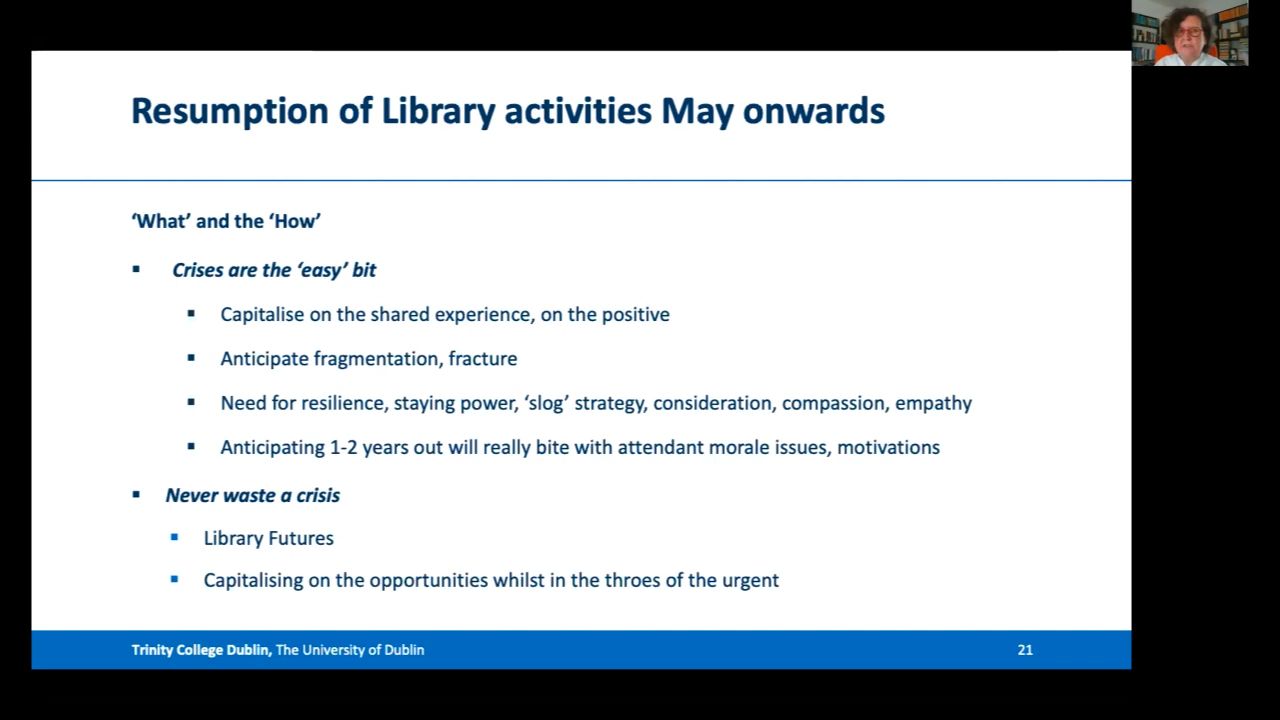 Resumption of Library activities May onwards
‘What’ and the ‘How’
▪ Crises are the ‘easy’ bit
▪ Capitalise on the shared experience, on the positive
▪ Anticipate fragmentation, fracture
▪ Need for resilience, staying power, ‘slog’ strategy, consideration, compassion, empathy
▪ Anticipating 1-2 years out will really bite with attendant morale issues, motivations
▪ Never waste a crisis
▪ Library Futures
▪ Capitalising on the opportunities whilst in the throes of the urgent
Trinity College Dublin, The University of Dublin 21